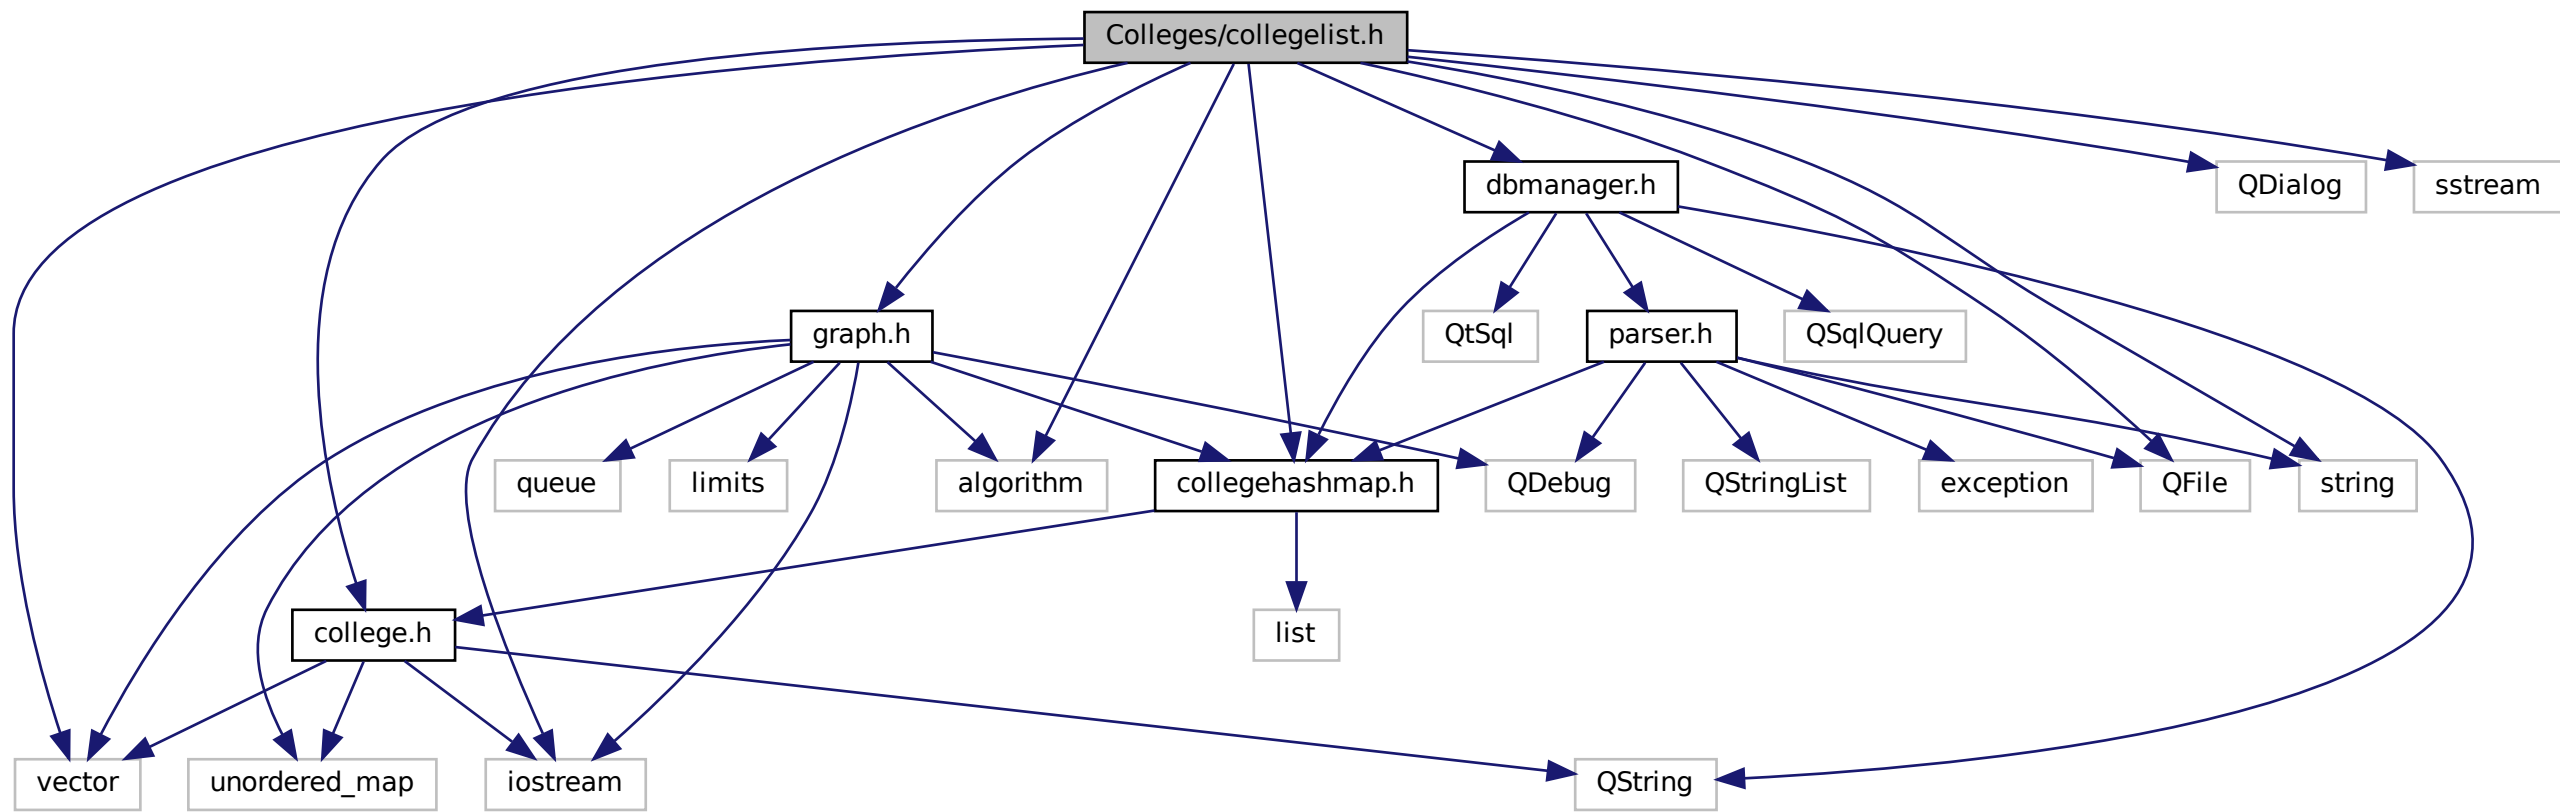 Colleges/collegelist.h
dbmanager.h
QDialog
sstream
graph.h
QtSql
parser.h
QSqlQuery
queue
limits
algorithm
collegehashmap.h
QDebug
QStringList
exception
QFile
string
college.h
list
vector
unordered_map
iostream
QString